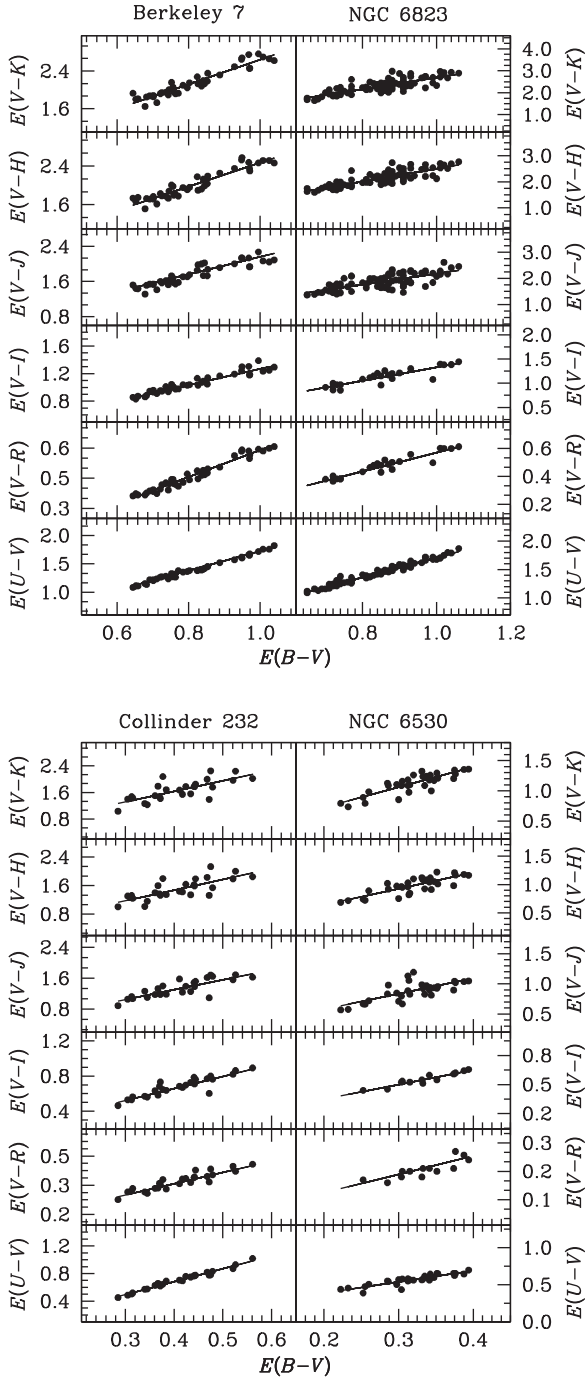 Berkeley 7 NGC 6823
E(V−K) 2.4 1.6 4.0 3.0 2.0 1.0 E(V−K)
E(V−H) 2.4 1.6 3.0 2.0 1.0 E(V−H)
E(V−J) 2.4 1.6 0.8 3.0 2.0 1.0 E(V−J)
E(V−I) 1.6 1.2 0.8 2.0 1.5 1.0 0.5 E(V−I)
E(V−R) 0.6 0.5 0.3 0.6 0.4 0.2 E(V−R)
E(U−V) 2.0 1.5 1.0 2.0 1.5 1.0 E(U−V)
0.6 0.8 1.0 0.8 1.0 1.2
E(B−V)
Collinder 232 NGC 6530
E(V−K) 2.4 1.6 0.8 1.5 1.0 0.5 E(V−K)
E(V−H) 2.4 1.6 1.0 1.5 1.0 0.5 E(V−H)
E(V−J) 2.4 1.6 0.8 1.5 1.0 0.5 E(V−J)
E(V−I) 1.2 0.8 0.4 0.8 0.5 0.2 E(V−I)
E(V−R) 0.5 0.3 0.2 0.3 0.2 0.1 E(V−R)
E(U−V) 1.2 0.8 0.4 1.0 0.5 0.0 E(U−V)
0.3 0.4 0.5 0.6 0.2 0.3 0.4
E(B−V)